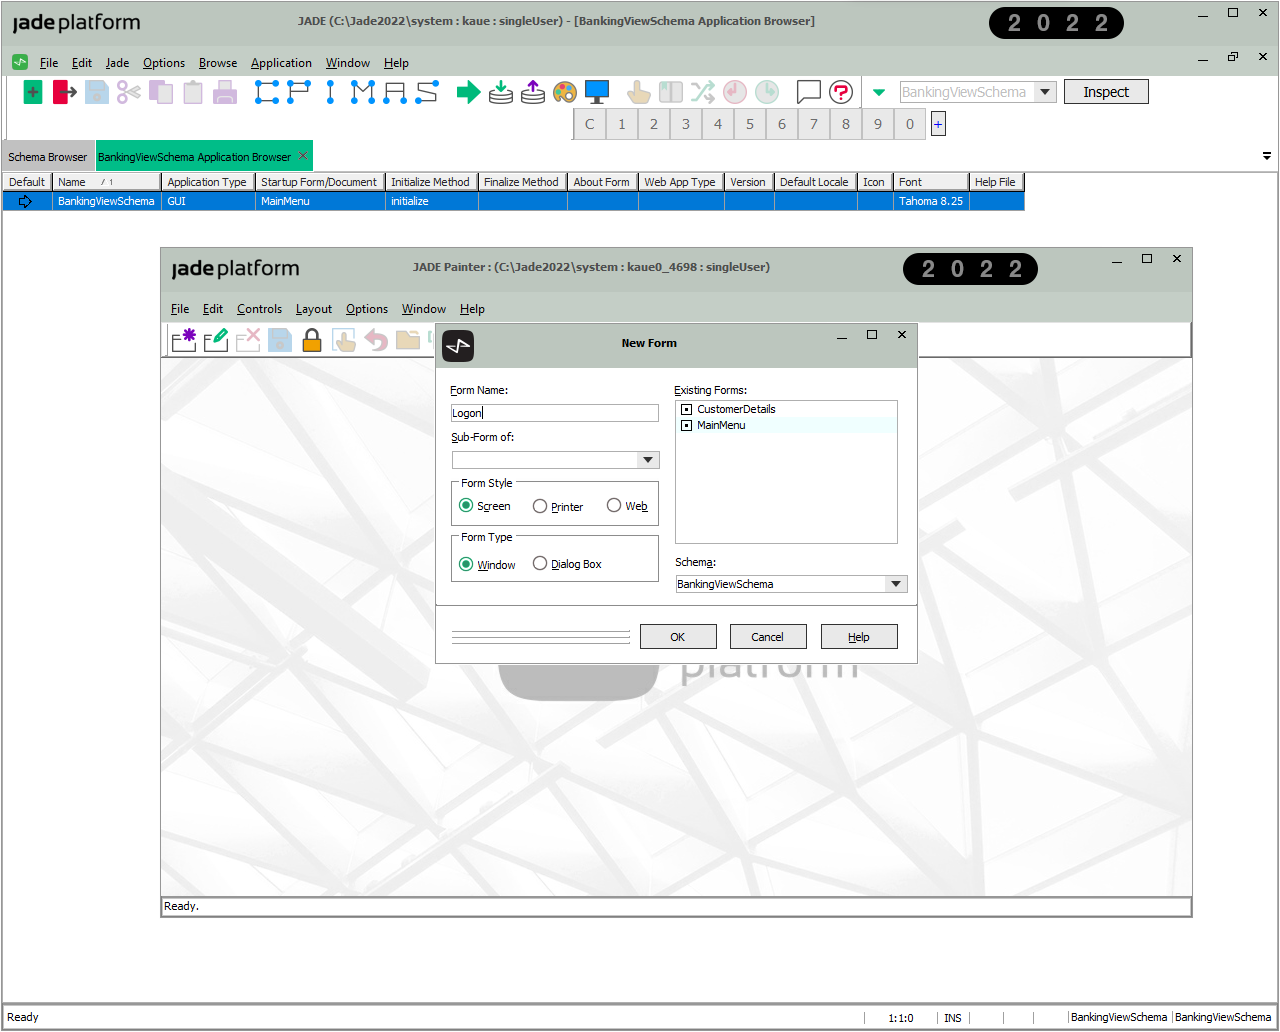 jade platform
JADE (C:\Jade2022\system : kaue : singleUser) - [BankingViewSchema Application Browser]
2 0 2 2
File Edit Jade Options Browse Application Window Help
C P I M A S
BankingViewSchema
Inspect
C 1 2 3 4 5 6 7 8 9 0 +
Schema Browser
BankingViewSchema Application Browser
Default Name / 1 Application Type Startup Form/Document Initialize Method Finalize Method About Form Web App Type Version Default Locale Icon Font Help File
BankingViewSchema GUI MainMenu initialize Tahoma 8.25
jade platform
JADE Painter : (C:\Jade2022\system : kaue0_4698 : singleUser)
2 0 2 2
File Edit Controls Layout Options Window Help
New Form
Form Name:
Logon
Sub-Form of:
Form Style
Screen Printer Web
Form Type
Window Dialog Box
Existing Forms:
CustomerDetails
MainMenu
Schema:
BankingViewSchema
OK Cancel Help
platform
Ready.
Ready
1:1:0 INS BankingViewSchema BankingViewSchema